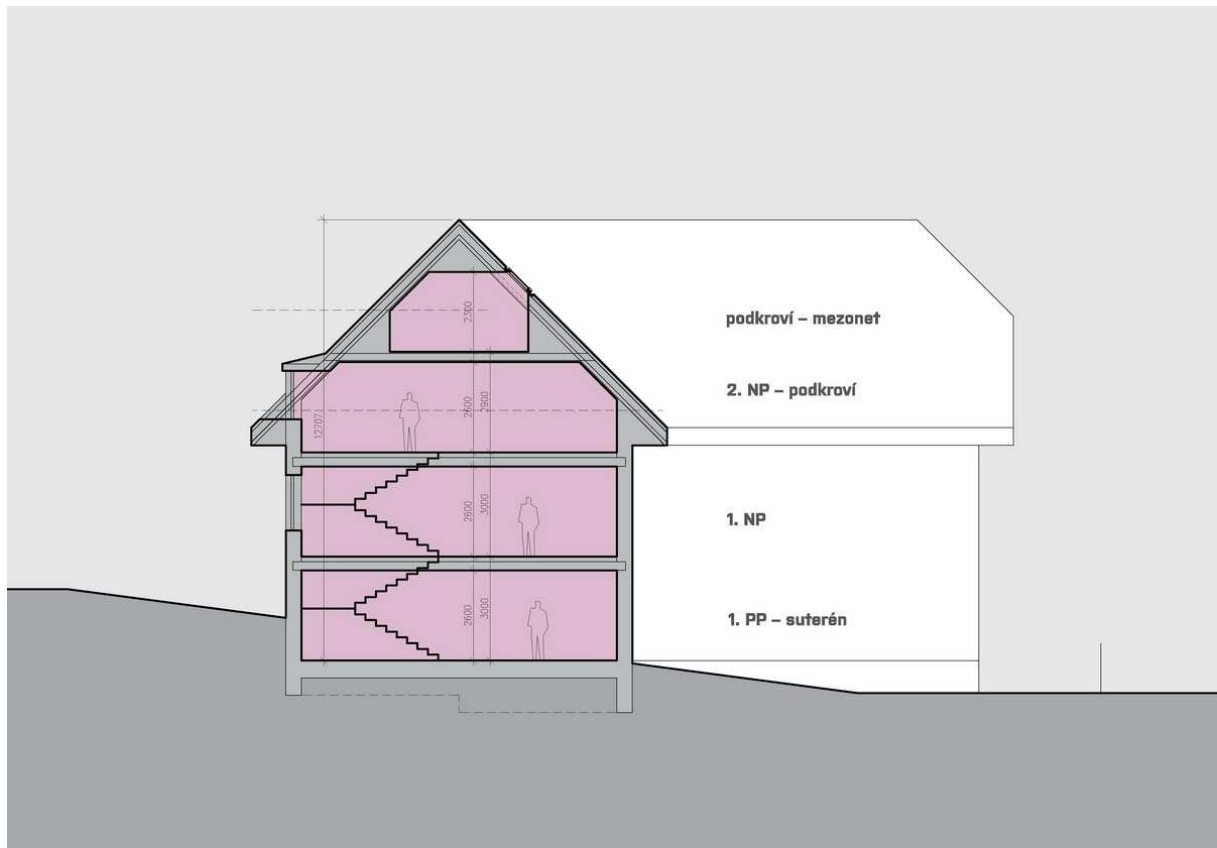 podkroví – mezonet
2300
2. NP – podkroví
2600
2900
12707
1. NP
2600
3000
1. PP – suterén
2600
3000